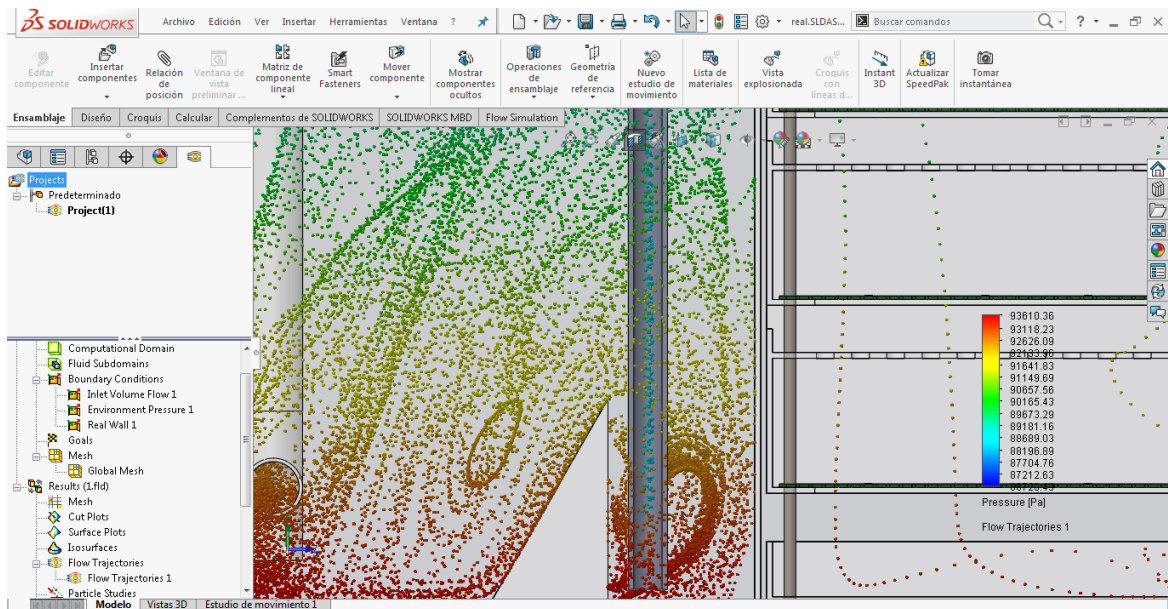 SOLIDWORKS
Archivo Edición Ver Insertar Herramientas Ventana ?
real.SLDAS...
Buscar comandos
Editar componente
Insertar componentes
Relación de posición
Ventana de vista preliminar ...
Matriz de componente lineal
Smart Fasteners
Mover componente
Mostrar componentes ocultos
Operaciones de ensamblaje
Geometría de referencia
Nuevo estudio de movimiento
Lista de materiales
Vista explosionada
Croquis con líneas d...
Instant 3D
Actualizar SpeedPak
Tomar instantánea
Ensamblaje Diseño Croquis Calcular Complementos de SOLIDWORKS SOLIDWORKS MBD Flow Simulation
Projects
Predeterminado
Project(1)
Computational Domain
Fluid Subdomains
Boundary Conditions
Inlet Volume Flow 1
Environment Pressure 1
Real Wall 1
Goals
Mesh
Global Mesh
Results (1.fld)
Mesh
Cut Plots
Surface Plots
Isosurfaces
Flow Trajectories
Flow Trajectories 1
Particle Studies
93610.36
93118.23
92626.09
92133.96
91641.83
91149.69
90657.56
90165.43
89673.29
89181.16
88689.03
88196.89
87704.76
87212.63
Pressure [Pa]
Flow Trajectories 1
Modelo Vistas 3D Estudio de movimiento 1